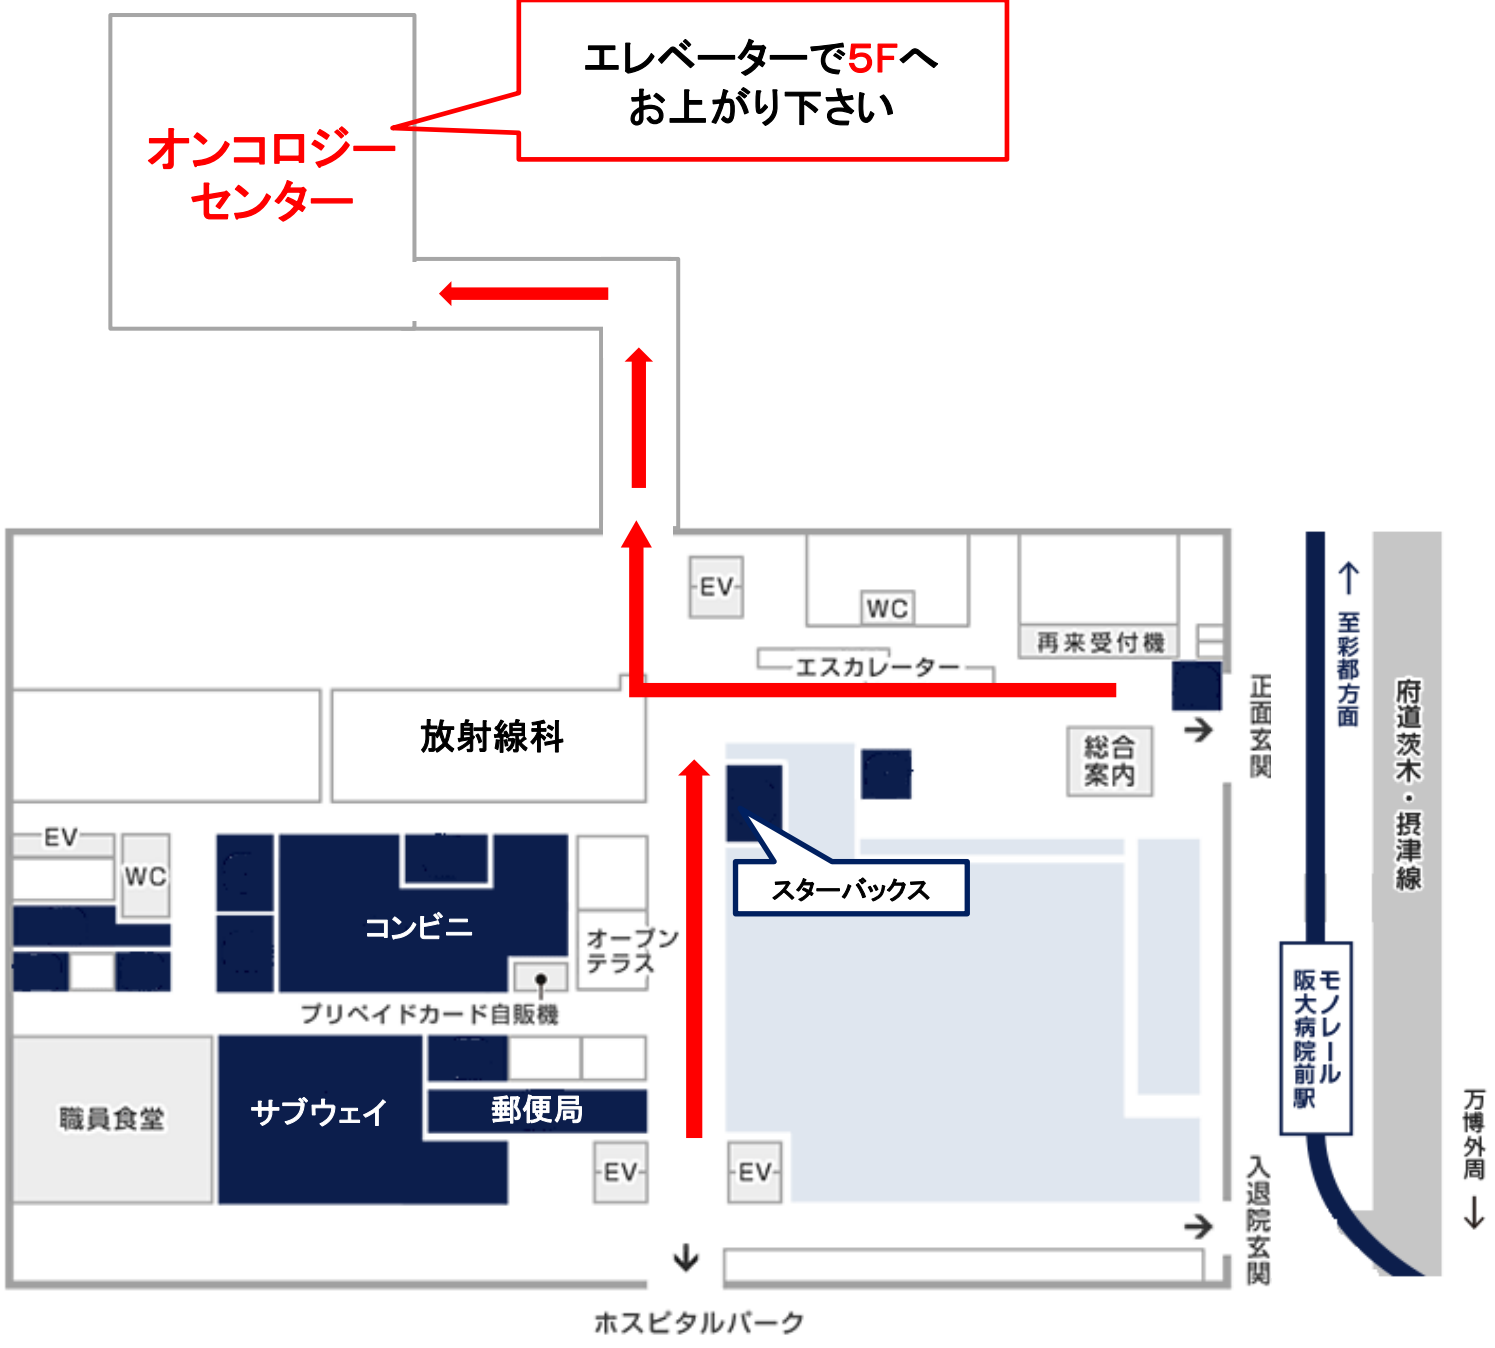 エレベーターで5Fへ
お上がり下さい
オンコロジー
センター
EV
WC
再来受付機
エスカレーター
放射線科
総合
案内
正面玄関
至彩都方面
府道茨木・摂津線
EV
WC
コンビニ
オープン
テラス
スターバックス
プリペイドカード自販機
モノレール
阪大病院前駅
職員食堂
サブウェイ
郵便局
EV
EV
入退院玄関
万博外周
ホスピタルパーク